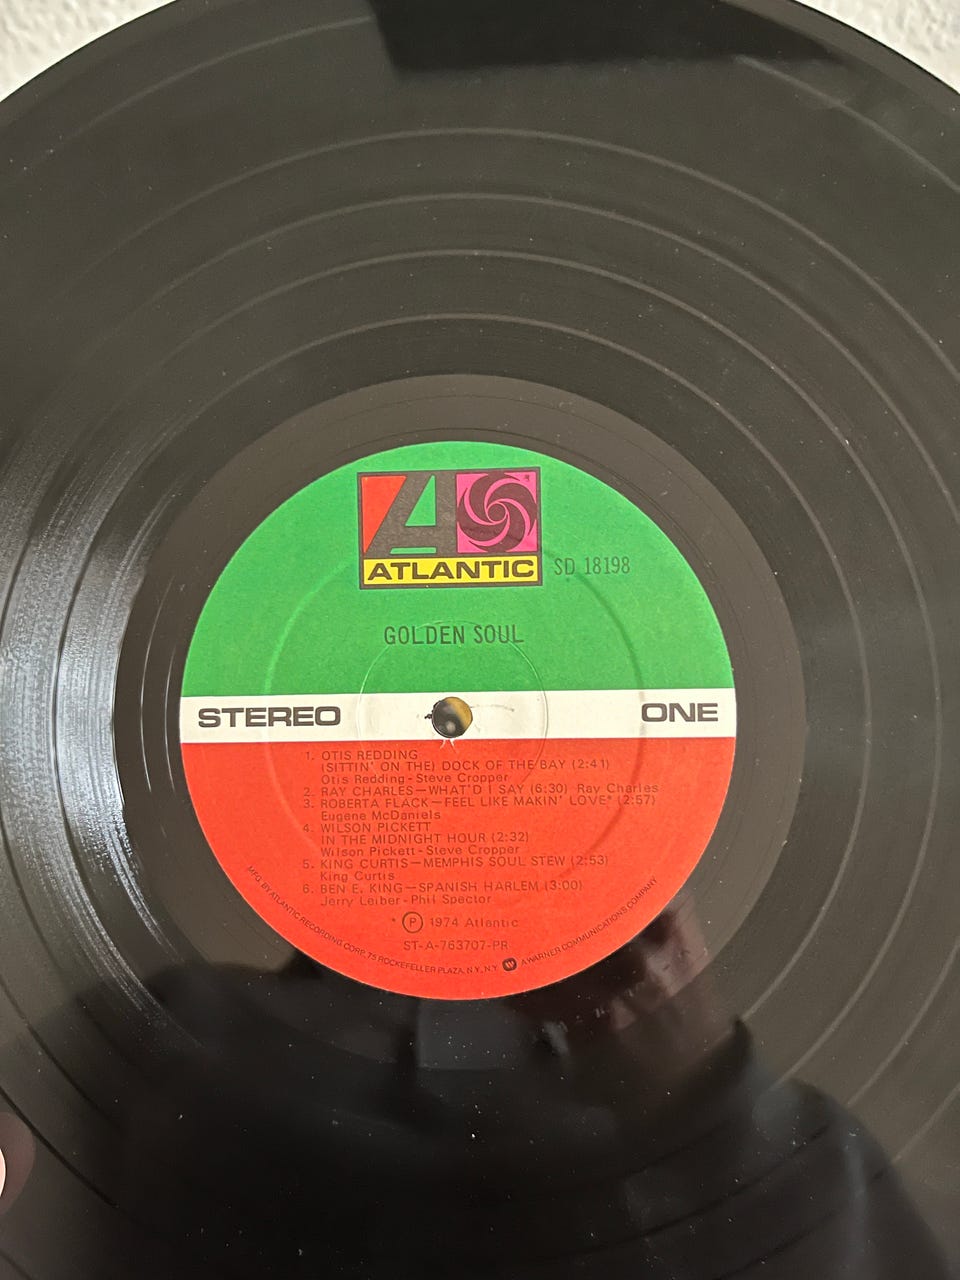 ATLANTIC
SD 18198
GOLDEN SOUL
STEREO
ONE
1. OTIS REDDING
(SITTIN' ON THE) DOCK OF THE BAY (2:41)
Otis Redding - Steve Cropper
2. RAY CHARLES—WHAT'D I SAY (6:30) Ray Charles
3. ROBERTA FLACK—FEEL LIKE MAKIN' LOVE* (2:57)
Eugene McDaniels
4. WILSON PICKETT
IN THE MIDNIGHT HOUR (2:32)
Wilson Pickett - Steve Cropper
5. KING CURTIS—MEMPHIS SOUL STEW (2:53)
King Curtis
6. BEN E. KING—SPANISH HARLEM (3:00)
Jerry Leiber - Phil Spector
* ℗ 1974 Atlantic
ST-A-763707-PR
MFG. BY ATLANTIC RECORDING CORP., 75 ROCKEFELLER PLAZA, N.Y., N.Y. A WARNER COMMUNICATIONS COMPANY